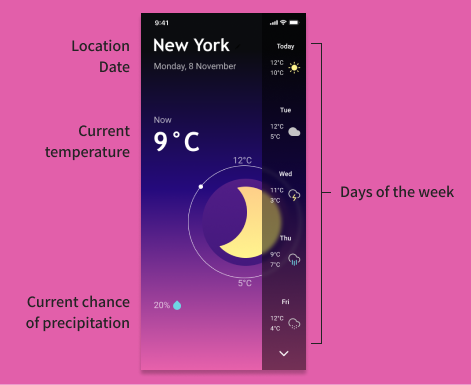 Location
Date
Current
temperature
Current chance
of precipitation
9:41
New York
Monday, 8 November
Now
9°C
12°C
5°C
20%
Today
12°C
10°C
Tue
12°C
5°C
Wed
11°C
3°C
Thu
9°C
7°C
Fri
12°C
4°C
Days of the week